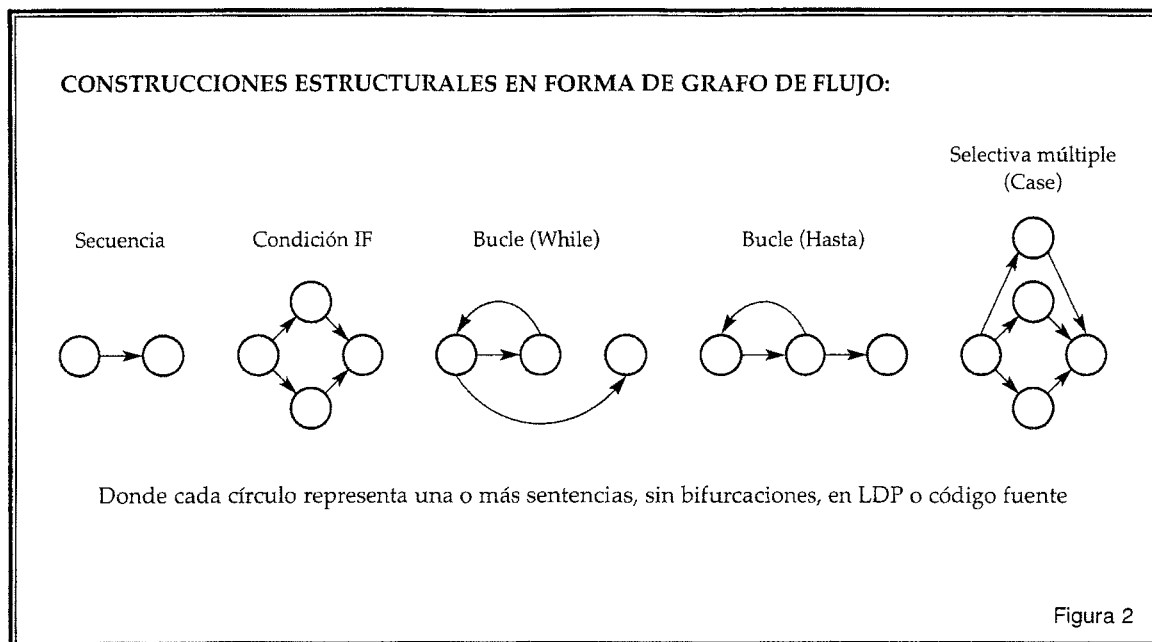 CONSTRUCCIONES ESTRUCTURALES EN FORMA DE GRAFO DE FLUJO:
Selectiva múltiple
(Case)
Secuencia
Condición IF
Bucle (While)
Bucle (Hasta)
Donde cada círculo representa una o más sentencias, sin bifurcaciones, en LDP o código fuente
Figura 2